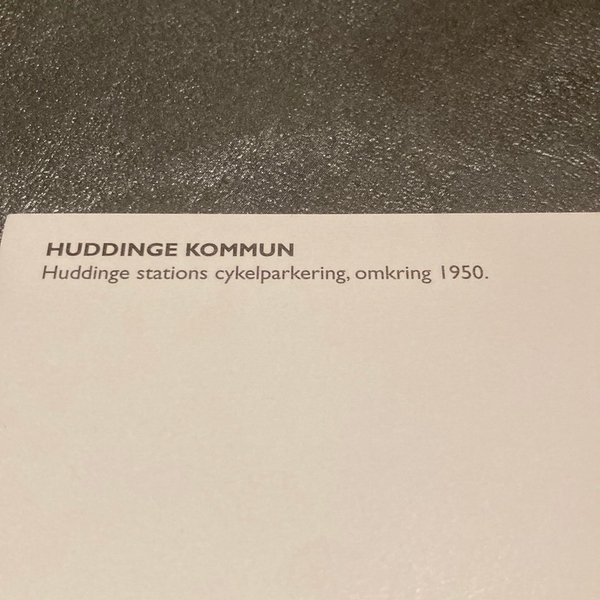 HUDDINGE KOMMUN
Huddinge stations cykelparkering, omkring 1950.